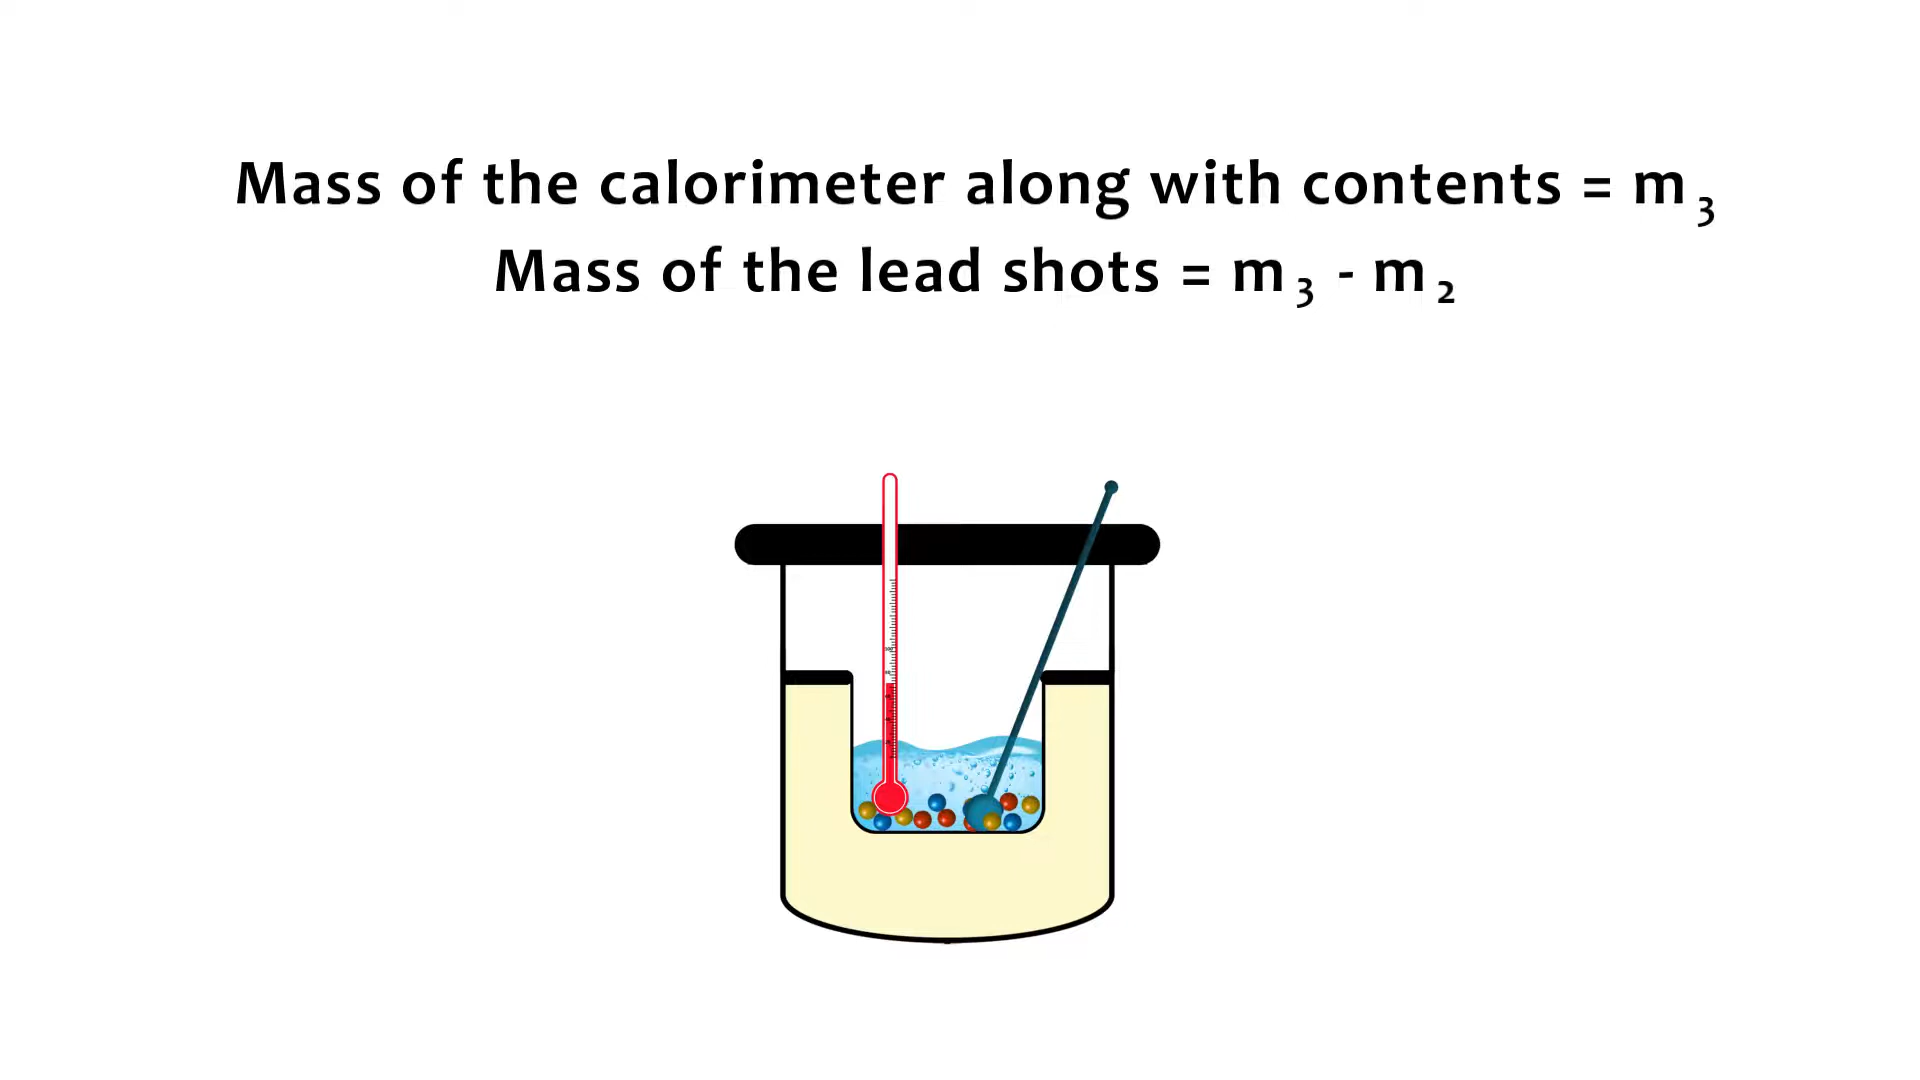 Mass of the calorimeter along with contents = m₃
Mass of the lead shots = m₃ - m₂